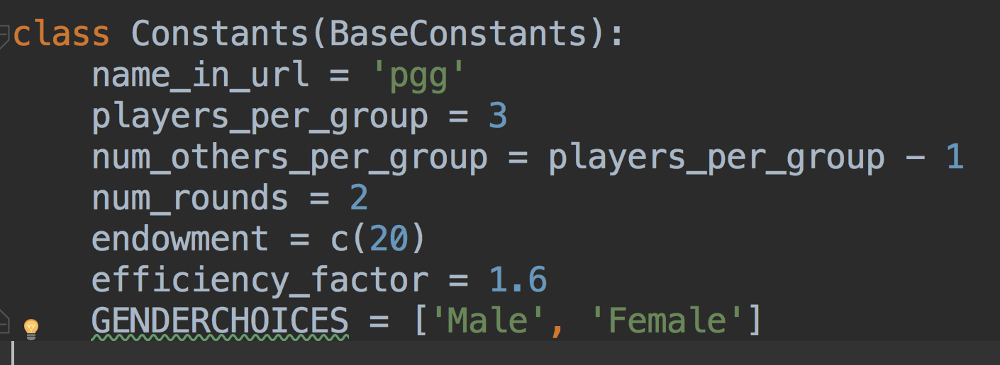 class Constants(BaseConstants):
    name_in_url = 'pgg'
    players_per_group = 3
    num_others_per_group = players_per_group - 1
    num_rounds = 2
    endowment = c(20)
    efficiency_factor = 1.6
    GENDERCHOICES = ['Male', 'Female']